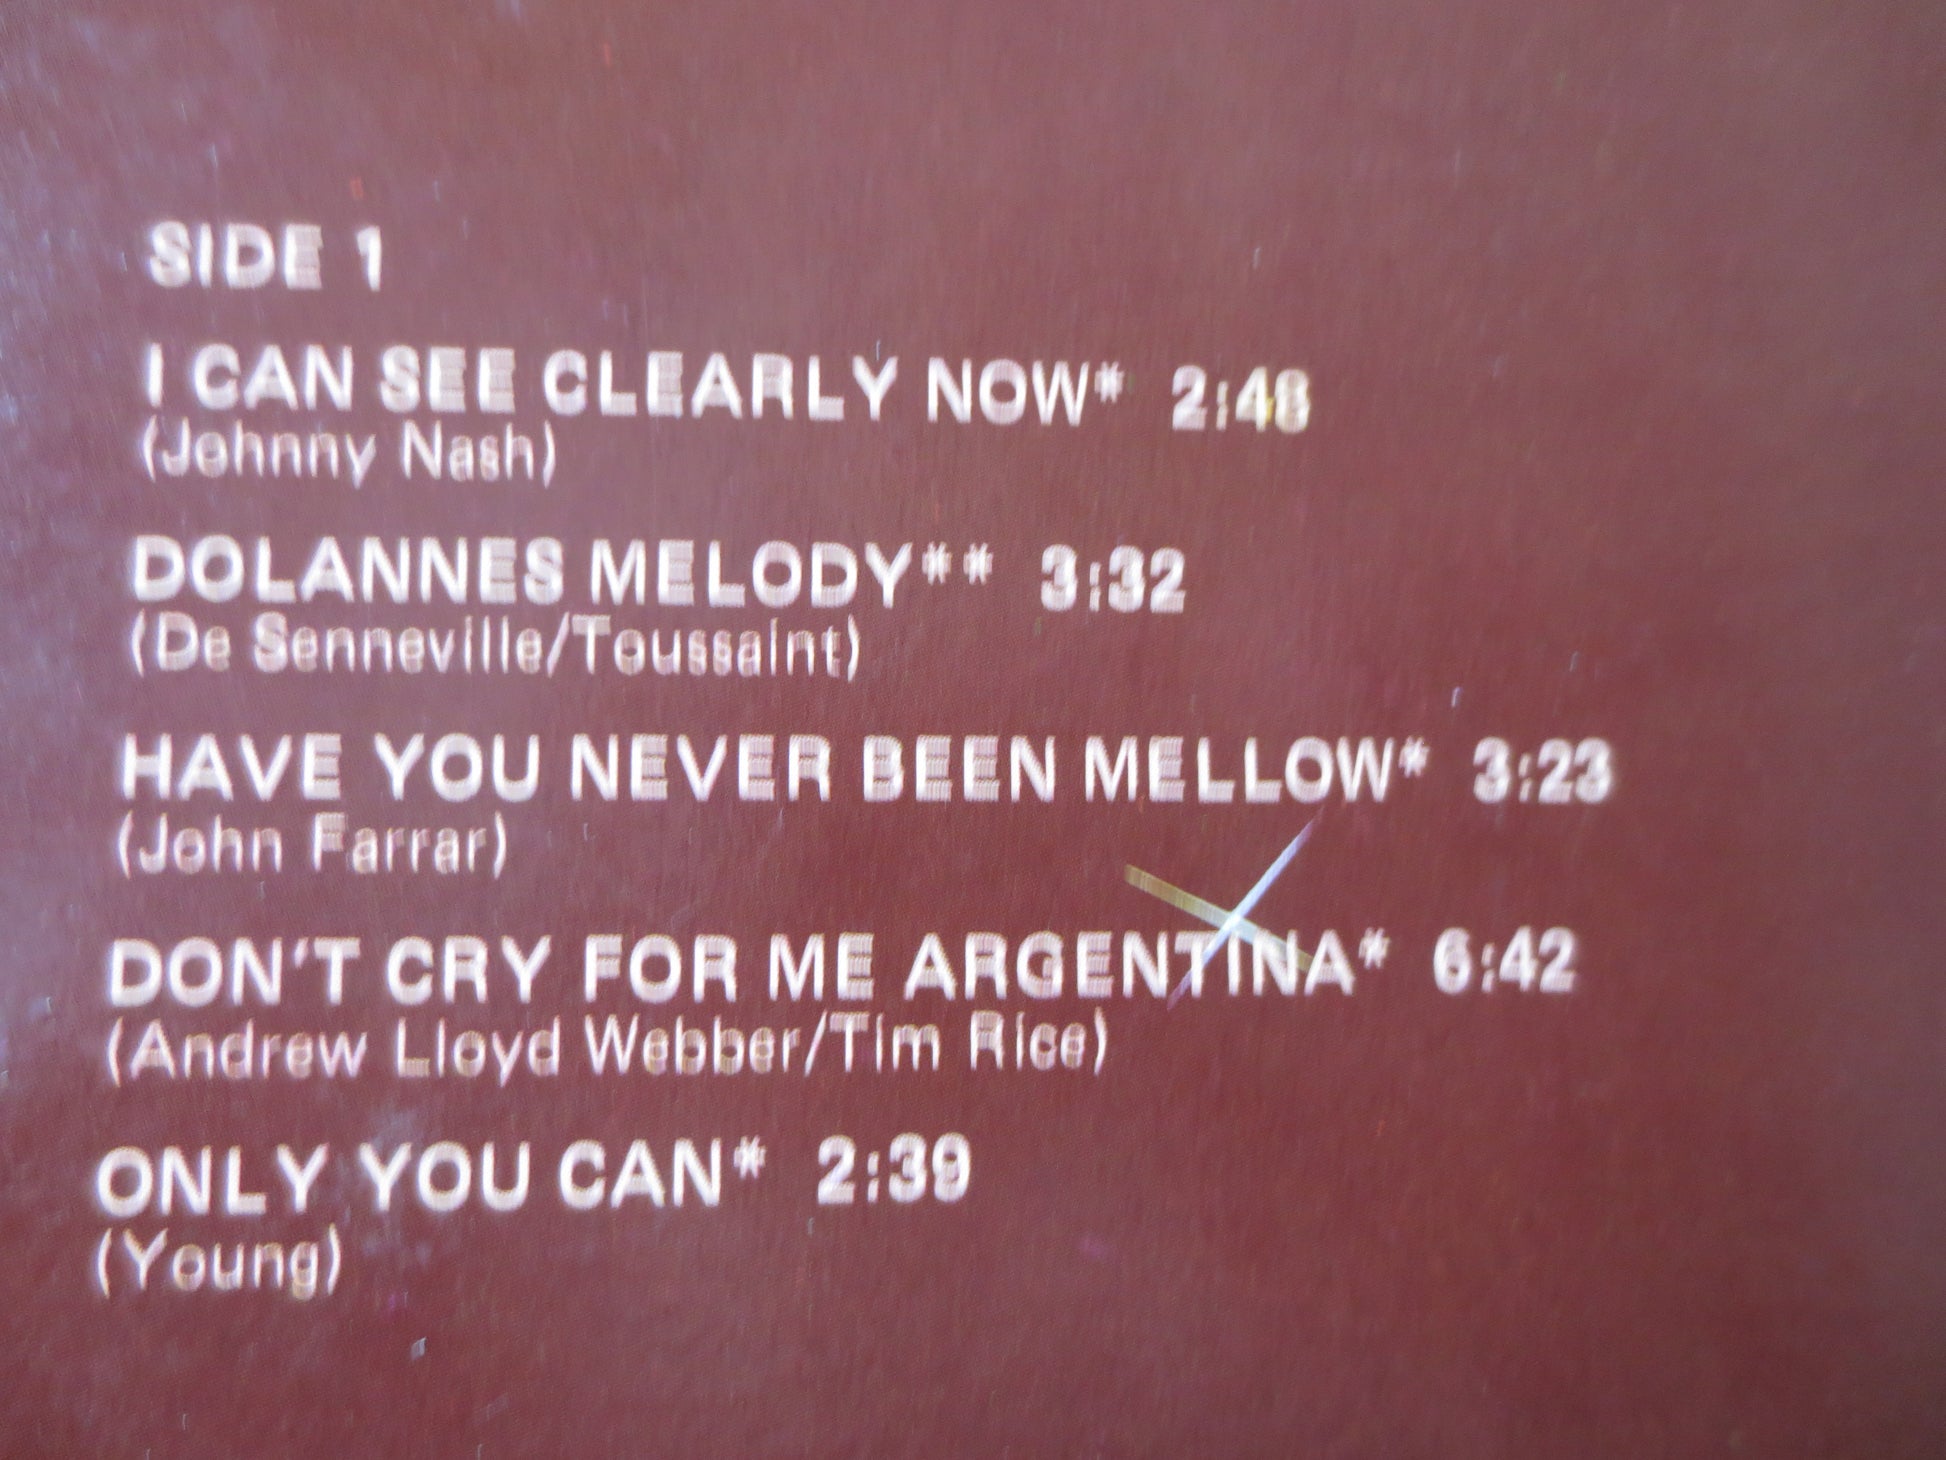 SIDE 1
I CAN SEE CLEARLY NOW* 2:48
(Johnny Nash)
DOLANNES MELODY** 3:32
(De Senneville/Toussaint)
HAVE YOU NEVER BEEN MELLOW* 3:23
(John Farrar)
DON'T CRY FOR ME ARGENTINA* 6:42
(Andrew Lloyd Webber/Tim Rice)
ONLY YOU CAN* 2:39
(Young)